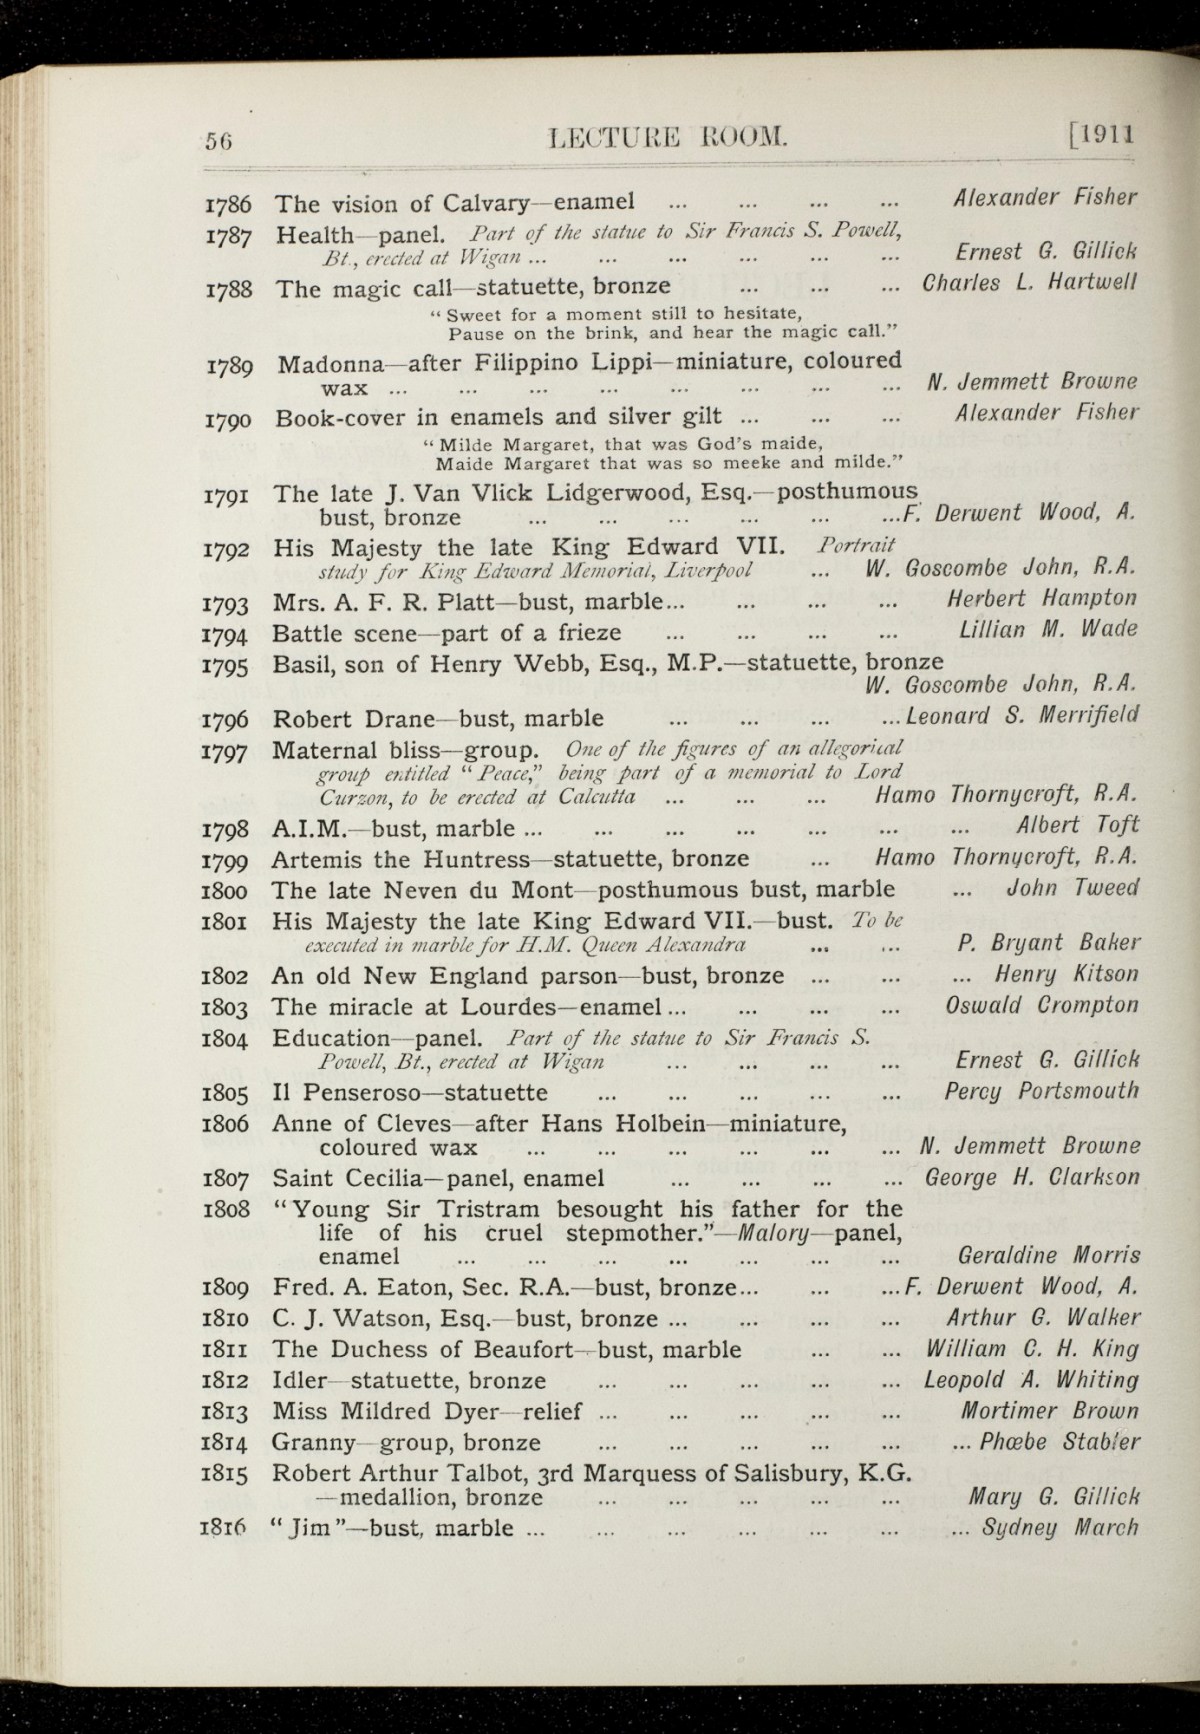 56 LECTURE ROOM. [1911
1786 The vision of Calvary—enamel ... ... ... ... Alexander Fisher
1787 Health—panel. Part of the statue to Sir Francis S. Powell,
Bt., erected at Wigan ... ... ... ... ... ... Ernest G. Gillick
1788 The magic call—statuette, bronze ... ... ... Charles L. Hartwell
“ Sweet for a moment still to hesitate,
Pause on the brink, and hear the magic call.”
1789 Madonna—after Filippino Lippi—miniature, coloured
wax ... ... ... ... ... ... ... ... N. Jemmett Browne
1790 Book-cover in enamels and silver gilt ... ... ... Alexander Fisher
“ Milde Margaret, that was God’s maide,
Maide Margaret that was so meeke and milde.”
1791 The late J. Van Vlick Lidgerwood, Esq.—posthumous
bust, bronze ... ... ... ... ... ...F. Derwent Wood, A.
1792 His Majesty the late King Edward VII. Portrait
study for King Edward Memorial, Liverpool ... W. Goscombe John, R.A.
1793 Mrs. A. F. R. Platt—bust, marble... ... ... ... Herbert Hampton
1794 Battle scene—part of a frieze ... ... ... ... Lillian M. Wade
1795 Basil, son of Henry Webb, Esq., M.P.—statuette, bronze
W. Goscombe John, R.A.
1796 Robert Drane—bust, marble ... ... ... ...Leonard S. Merrifield
1797 Maternal bliss—group. One of the figures of an allegorical
group entitled “ Peace,” being part of a memorial to Lord
Curzon, to be erected at Calcutta ... ... ... Hamo Thornycroft, R.A.
1798 A.I.M.—bust, marble ... ... ... ... ... ... ... Albert Toft
1799 Artemis the Huntress—statuette, bronze ... Hamo Thornycroft, R.A.
1800 The late Neven du Mont—posthumous bust, marble ... John Tweed
1801 His Majesty the late King Edward VII.—bust. To be
executed in marble for H.M. Queen Alexandra ... ... P. Bryant Baker
1802 An old New England parson—bust, bronze ... ... ... Henry Kitson
1803 The miracle at Lourdes—enamel... ... ... ... Oswald Crompton
1804 Education—panel. Part of the statue to Sir Francis S.
Powell, Bt., erected at Wigan ... ... ... ... Ernest G. Gillick
1805 Il Penseroso—statuette ... ... ... ... ... Percy Portsmouth
1806 Anne of Cleves—after Hans Holbein—miniature,
coloured wax ... ... ... ... ... ... N. Jemmett Browne
1807 Saint Cecilia—panel, enamel ... ... ... ... George H. Clarkson
1808 “Young Sir Tristram besought his father for the
life of his cruel stepmother.”—Malory—panel,
enamel ... ... ... ... ... ... ... Geraldine Morris
1809 Fred. A. Eaton, Sec. R.A.—bust, bronze... ... ...F. Derwent Wood, A.
1810 C. J. Watson, Esq.—bust, bronze ... ... ... ... Arthur G. Walker
1811 The Duchess of Beaufort—bust, marble ... ... William C. H. King
1812 Idler—statuette, bronze ... ... ... ... ... Leopold A. Whiting
1813 Miss Mildred Dyer—relief ... ... ... ... ... Mortimer Brown
1814 Granny—group, bronze ... ... ... ... ... ... Phœbe Stabler
1815 Robert Arthur Talbot, 3rd Marquess of Salisbury, K.G.
—medallion, bronze ... ... ... ... ... Mary G. Gillick
1816 “ Jim ”—bust, marble ... ... ... ... ... ... ... Sydney March